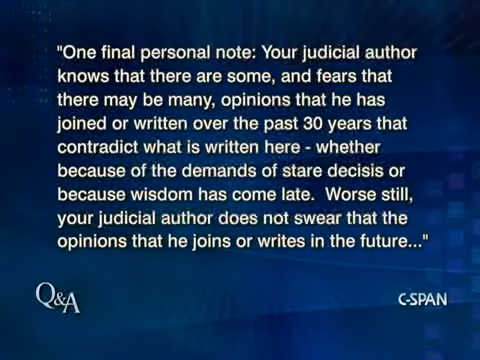 "One final personal note: Your judicial author
knows that there are some, and fears that
there may be many, opinions that he has
joined or written over the past 30 years that
contradict what is written here - whether
because of the demands of stare decisis or
because wisdom has come late.  Worse still,
your judicial author does not swear that the
opinions that he joins or writes in the future..."
Q&A
C-SPAN